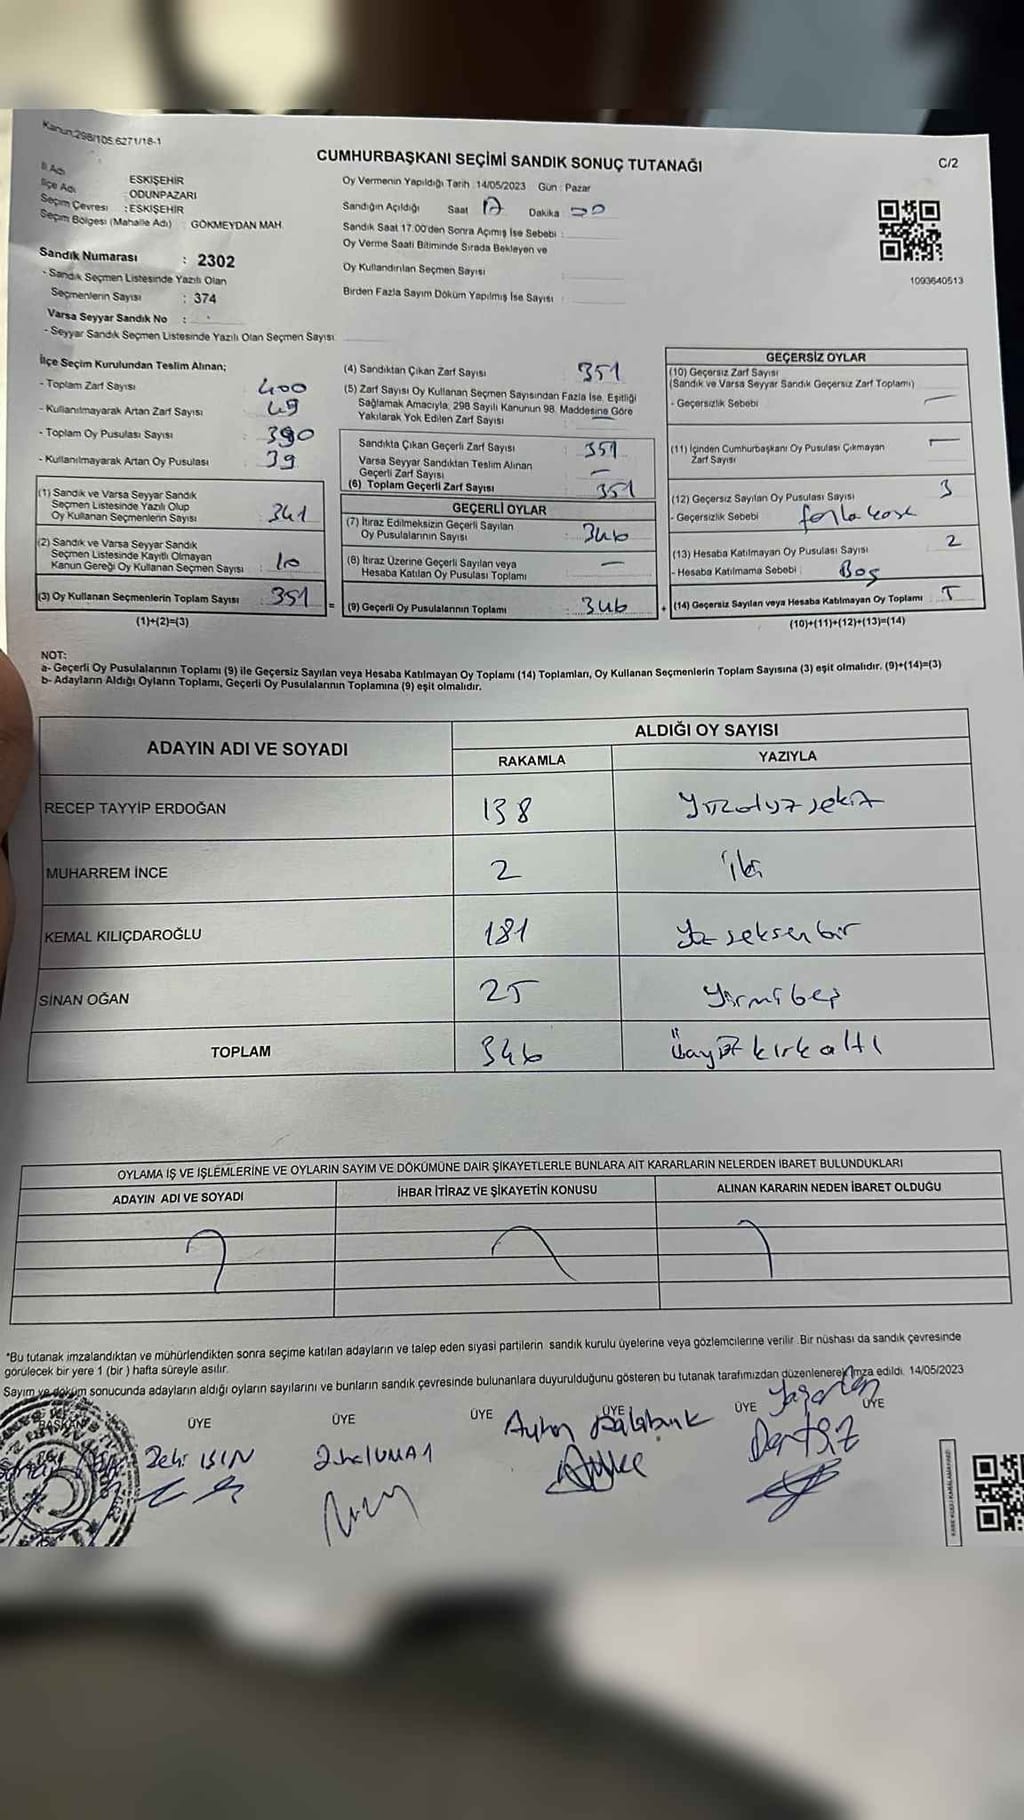 Kanun:298/105,6271/18-1
CUMHURBAŞKANI SEÇİMİ SANDIK SONUÇ TUTANAĞI
C/2
İl Adı : ESKİŞEHİR
İlçe Adı : ODUNPAZARI
Seçim Çevresi : ESKİŞEHİR
Seçim Bölgesi (Mahalle Adı) : GÖKMEYDAN MAH.
Sandık Numarası : 2302
- Sandık Seçmen Listesinde Yazılı Olan
Seçmenlerin Sayısı : 374
Varsa Seyyar Sandık No :
- Seyyar Sandık Seçmen Listesinde Yazılı Olan Seçmen Sayısı
Oy Vermenin Yapıldığı Tarih : 14/05/2023 Gün : Pazar
Sandığın Açıldığı Saat 17 Dakika 00
Sandık Saat 17.00'den Sonra Açımış İse Sebebi :
Oy Verme Saati Bitiminde Sırada Bekleyen ve
Oy Kullandırılan Seçmen Sayısı
Birden Fazla Sayım Döküm Yapılmış İse Sayısı :
1093640513
İlçe Seçim Kurulundan Teslim Alınan;
- Toplam Zarf Sayısı : 400
- Kullanılmayarak Artan Zarf Sayısı : 49
- Toplam Oy Pusulası Sayısı : 390
- Kullanılmayarak Artan Oy Pusulası : 39
(1) Sandık ve Varsa Seyyar Sandık
Seçmen Listesinde Yazılı Olup
Oy Kullanan Seçmenlerin Sayısı : 341
(2) Sandık ve Varsa Seyyar Sandık
Seçmen Listesinde Kayıtlı Olmayan
Kanun Gereği Oy Kullanan Seçmen Sayısı : 10
(3) Oy Kullanan Seçmenlerin Toplam Sayısı : 351
(1)+(2)=(3)
(4) Sandıktan Çıkan Zarf Sayısı : 351
(5) Zarf Sayısı Oy Kullanan Seçmen Sayısından Fazla İse, Eşitliği
Sağlamak Amacıyla, 298 Sayılı Kanunun 98. Maddesine Göre
Yakılarak Yok Edilen Zarf Sayısı :
Sandıkta Çıkan Geçerli Zarf Sayısı : 351
Varsa Seyyar Sandıktan Teslim Alınan
Geçerli Zarf Sayısı : —
(6) Toplam Geçerli Zarf Sayısı : 351
GEÇERLİ OYLAR
(7) İtiraz Edilmeksizin Geçerli Sayılan
Oy Pusulalarının Sayısı : 346
(8) İtiraz Üzerine Geçerli Sayılan veya
Hesaba Katılan Oy Pusulası Toplamı : —
= (9) Geçerli Oy Pusulalarının Toplamı : 346
GEÇERSİZ OYLAR
(10) Geçersiz Zarf Sayısı
(Sandık ve Varsa Seyyar Sandık Geçersiz Zarf Toplamı)
- Geçersizlik Sebebi —
(11) İçinden Cumhurbaşkanı Oy Pusulası Çıkmayan —
Zarf Sayısı
(12) Geçersiz Sayılan Oy Pusulası Sayısı 3
- Geçersizlik Sebebi : fazla kaşe
(13) Hesaba Katılmayan Oy Pusulası Sayısı 2
- Hesaba Katılmama Sebebi : Boş
+ (14) Geçersiz Sayılan veya Hesaba Katılmayan Oy Toplamı : 5
(10)+(11)+(12)+(13)=(14)
NOT:
a- Geçerli Oy Pusulalarının Toplamı (9) ile Geçersiz Sayılan veya Hesaba Katılmayan Oy Toplamı (14) Toplamları, Oy Kullanan Seçmenlerin Toplam Sayısına (3) eşit olmalıdır. (9)+(14)=(3)
b- Adayların Aldığı Oyların Toplamı, Geçerli Oy Pusulalarının Toplamına (9) eşit olmalıdır.
ADAYIN ADI VE SOYADI
ALDIĞI OY SAYISI
RAKAMLA YAZIYLA
RECEP TAYYİP ERDOĞAN 138 Yüzotuzsekiz
MUHARREM İNCE 2 iki
KEMAL KILIÇDAROĞLU 181 Yüzseksenbir
SİNAN OĞAN 25 Yirmibeş
TOPLAM 346 Üçyüzkırkaltı
OYLAMA İŞ VE İŞLEMLERİNE VE OYLARIN SAYIM VE DÖKÜMÜNE DAİR ŞİKAYETLERLE BUNLARA AİT KARARLARIN NELERDEN İBARET BULUNDUKLARI
ADAYIN ADI VE SOYADI İHBAR İTİRAZ VE ŞİKAYETİN KONUSU ALINAN KARARIN NEDEN İBARET OLDUĞU
*Bu tutanak imzalandıktan ve mühürlendikten sonra seçime katılan adayların ve talep eden siyasi partilerin sandık kurulu üyelerine veya gözlemcilerine verilir. Bir nüshası da sandık çevresinde
görülecek bir yere 1 (bir) hafta süreyle asılır.
Sayım ve döküm sonucunda adayların aldığı oyların sayılarını ve bunların sandık çevresinde bulunanlara duyurulduğunu gösteren bu tutanak tarafımızdan düzenlenerek imza edildi. 14/05/2023
BAŞKAN ÜYE ÜYE ÜYE ÜYE ÜYE ÜYE